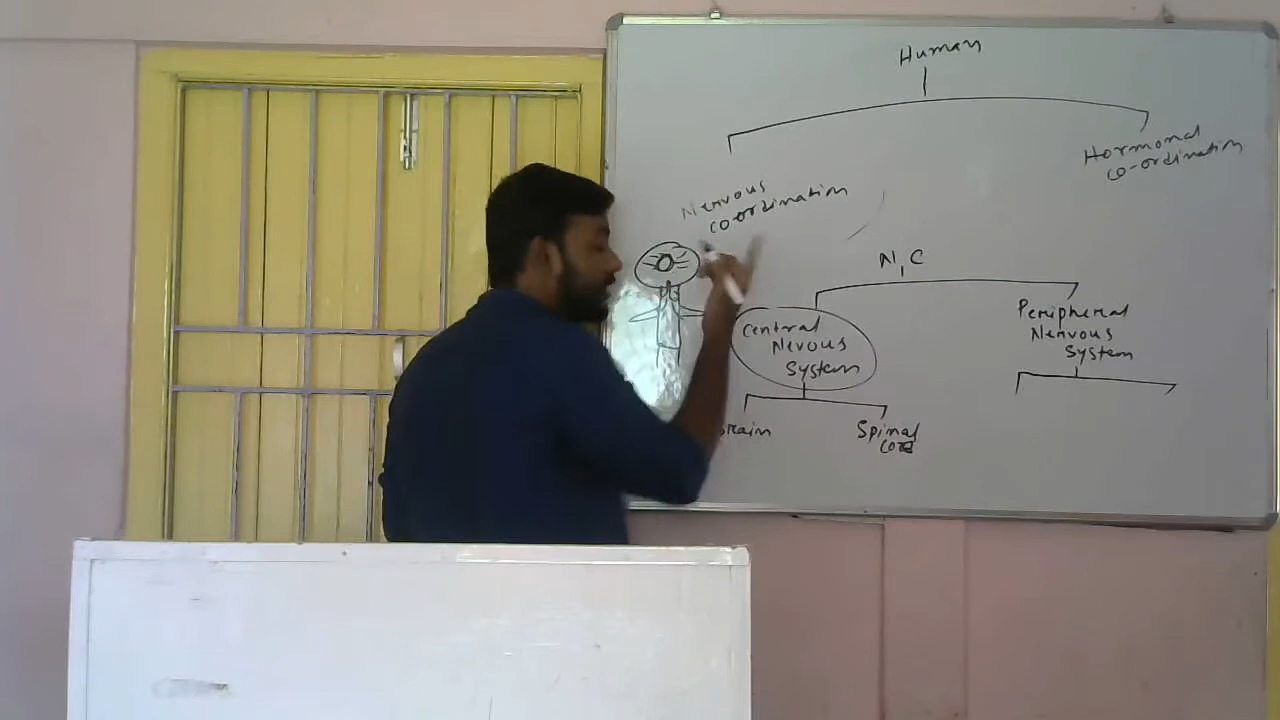 Human
Hormonal
co-ordination
Nervous
coordination
N,C
Central
Nervous
System
Peripheral
Nervous
System
Brain
Spinal
Cord